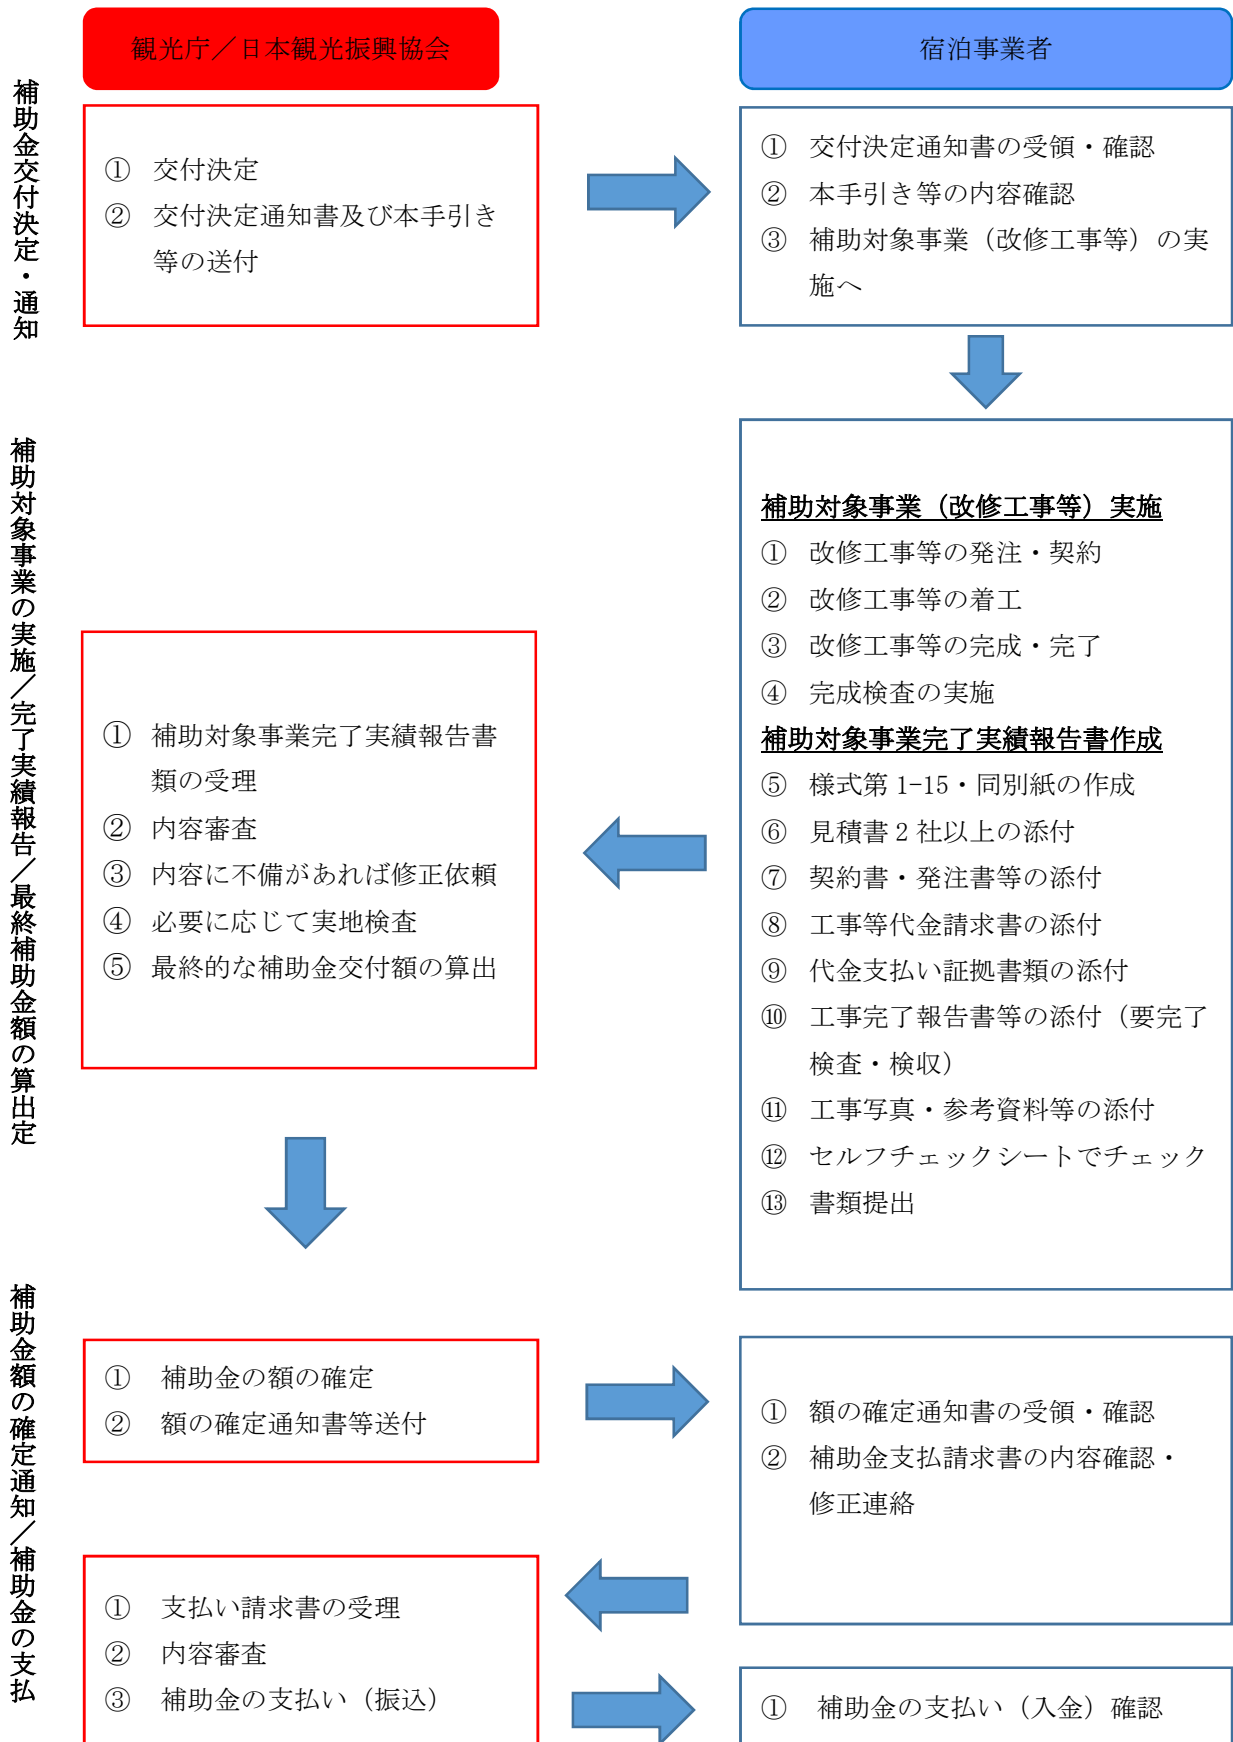 観光庁／日本観光振興協会
宿泊事業者
補助金交付決定・通知
① 交付決定
② 交付決定通知書及び本手引き
等の送付
① 交付決定通知書の受領・確認
② 本手引き等の内容確認
③ 補助対象事業（改修工事等）の実
施へ
補助対象事業の実施／完了実績報告／最終補助金額の算出定
補助対象事業（改修工事等）実施
① 改修工事等の発注・契約
② 改修工事等の着工
③ 改修工事等の完成・完了
④ 完成検査の実施
補助対象事業完了実績報告書作成
⑤ 様式第 1-15・同別紙の作成
⑥ 見積書 2 社以上の添付
⑦ 契約書・発注書等の添付
⑧ 工事等代金請求書の添付
⑨ 代金支払い証拠書類の添付
⑩ 工事完了報告書等の添付（要完了
検査・検収）
⑪ 工事写真・参考資料等の添付
⑫ セルフチェックシートでチェック
⑬ 書類提出
① 補助対象事業完了実績報告書
類の受理
② 内容審査
③ 内容に不備があれば修正依頼
④ 必要に応じて実地検査
⑤ 最終的な補助金交付額の算出
補助金額の確定通知／補助金の支払
① 補助金の額の確定
② 額の確定通知書等送付
① 額の確定通知書の受領・確認
② 補助金支払請求書の内容確認・
修正連絡
① 支払い請求書の受理
② 内容審査
③ 補助金の支払い（振込）
① 補助金の支払い（入金）確認